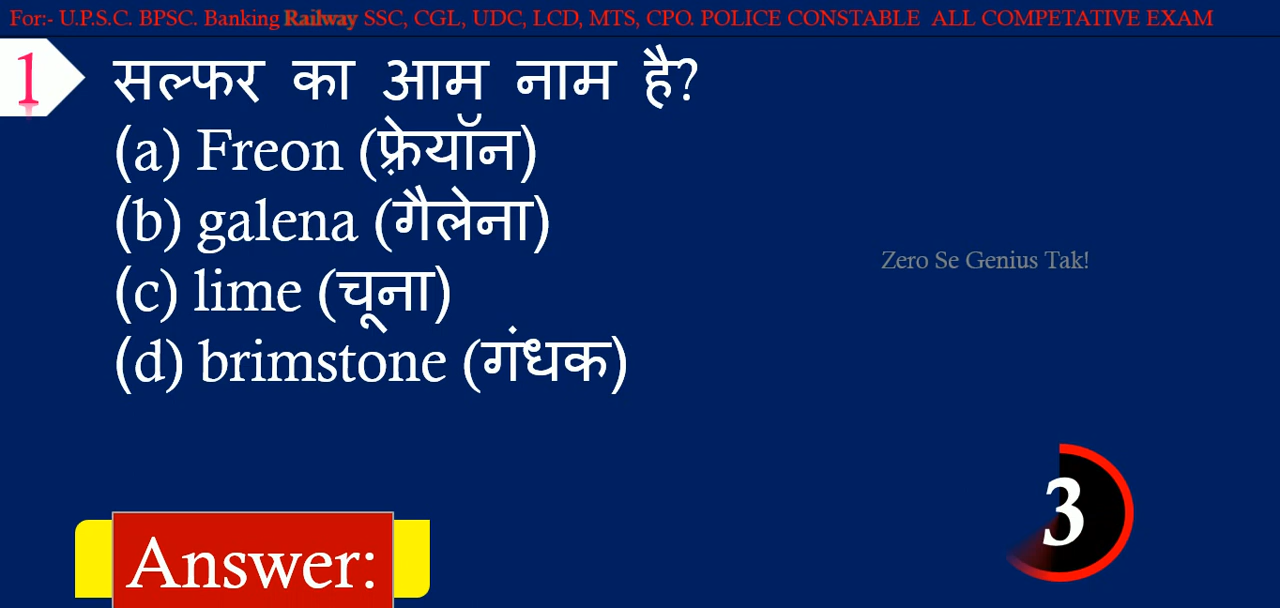 For:- U.P.S.C. BPSC. Banking Railway SSC, CGL, UDC, LCD, MTS, CPO. POLICE CONSTABLE ALL COMPETATIVE EXAM
1
सल्फर का आम नाम है?
(a) Freon (फ़्रेयॉन)
(b) galena (गैलेना)
Zero Se Genius Tak!
(c) lime (चूना)
(d) brimstone (गंधक)
3
Answer: